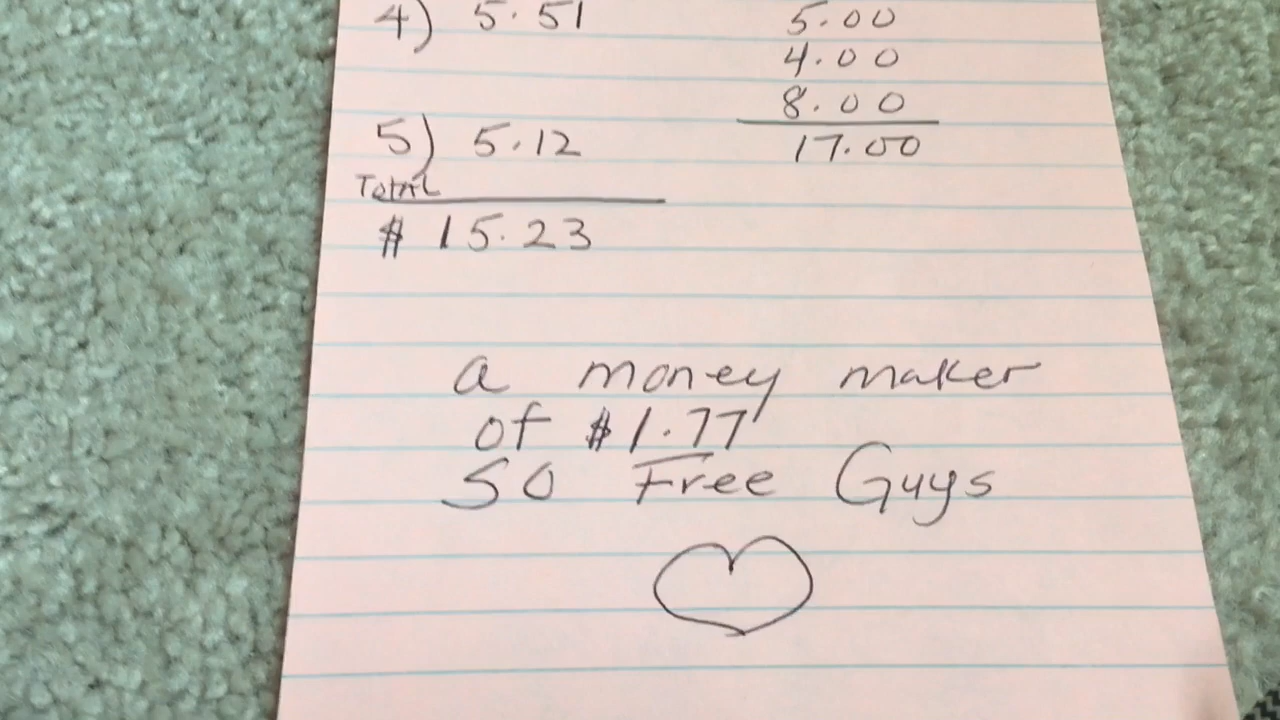 4) 5.51
5) 5.12
Total
$ 15.23
5.00
4.00
8.00
17.00
a money maker
of $1.77
so Free Guys